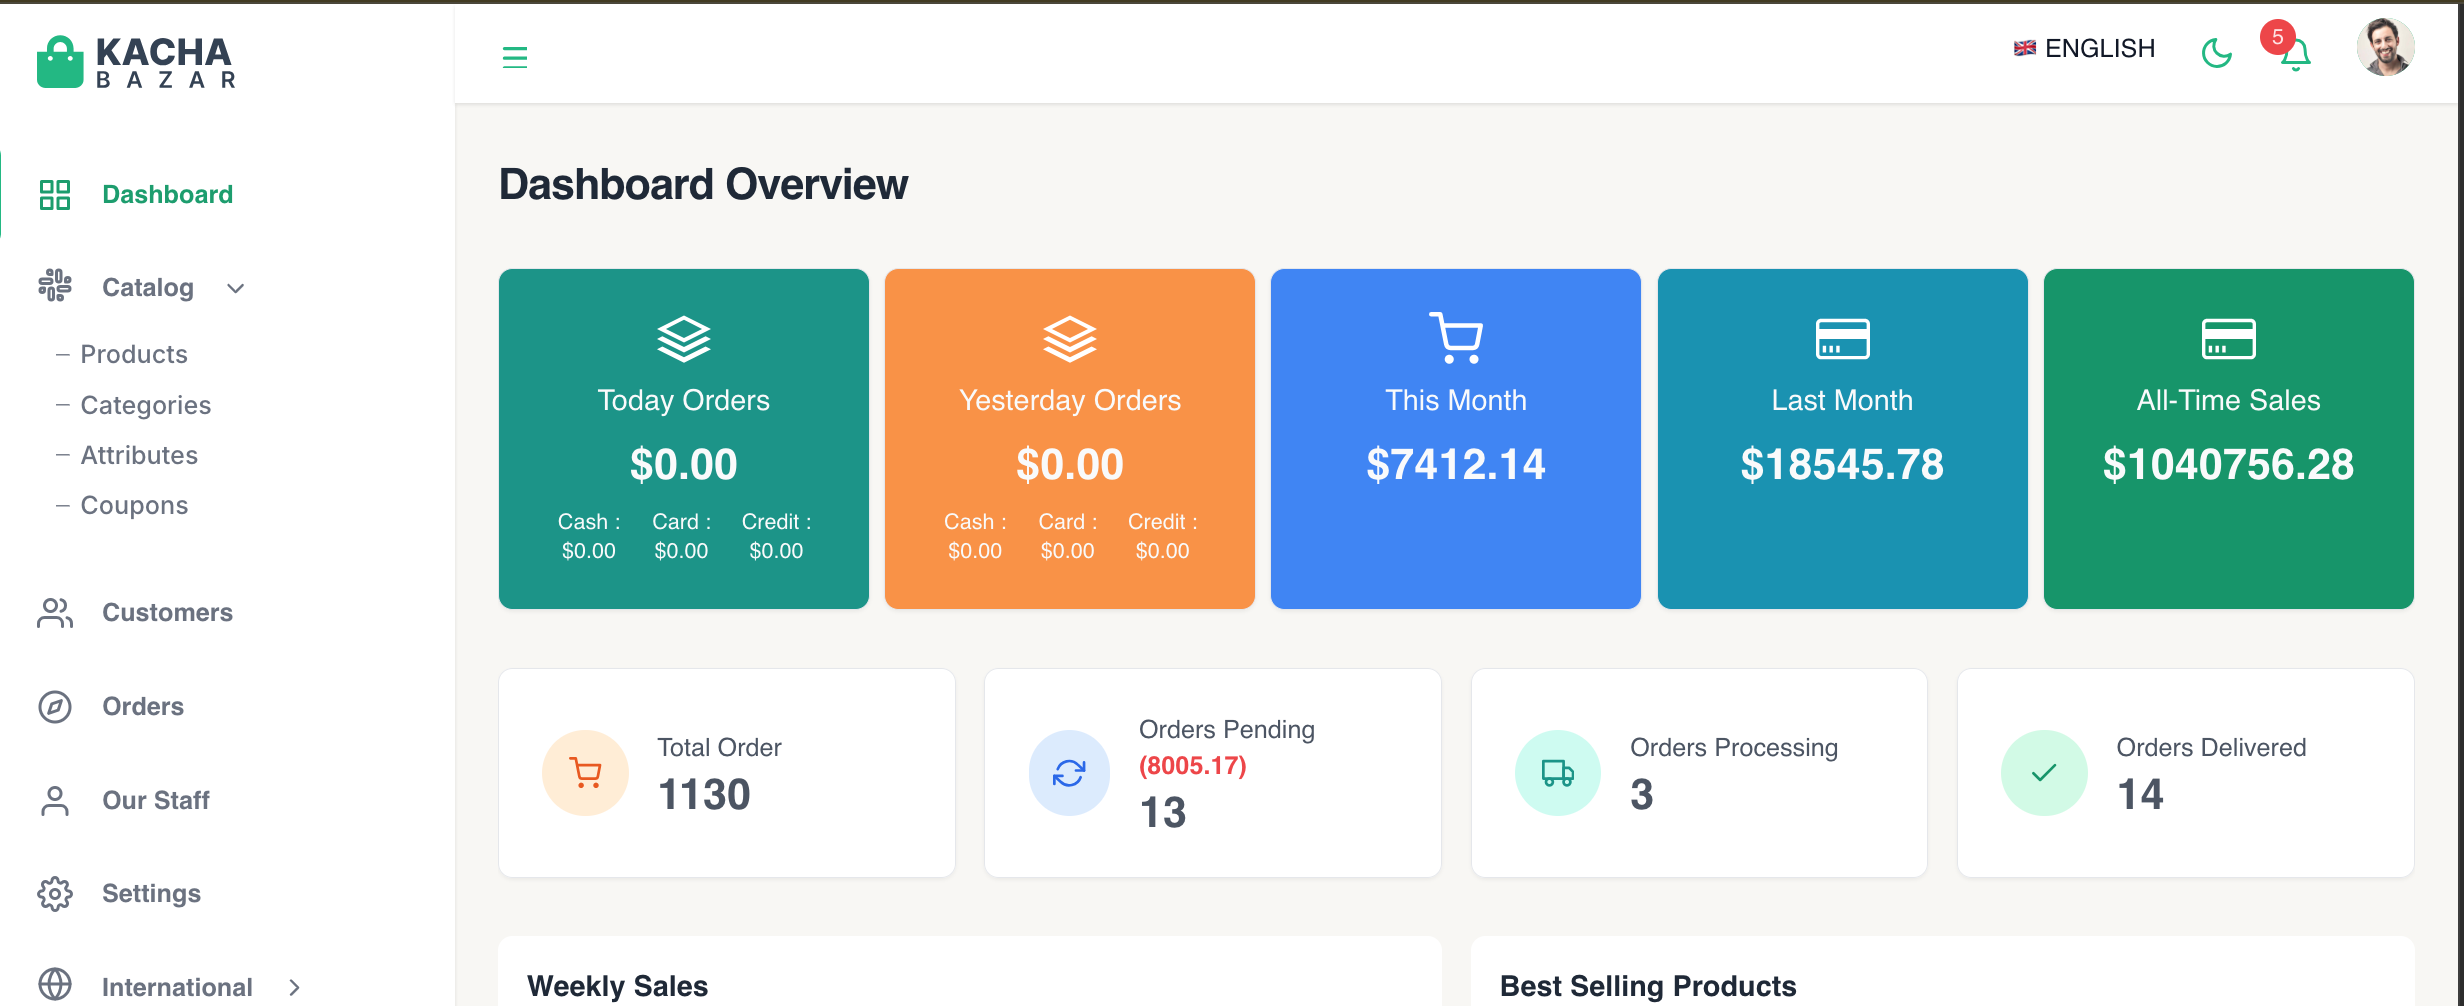 KACHA
BAZAR
ENGLISH
5
Dashboard
Catalog
– Products
– Categories
– Attributes
– Coupons
Customers
Orders
Our Staff
Settings
International
Dashboard Overview
Today Orders
$0.00
Cash : Card : Credit :
$0.00 $0.00 $0.00
Yesterday Orders
$0.00
Cash : Card : Credit :
$0.00 $0.00 $0.00
This Month
$7412.14
Last Month
$18545.78
All-Time Sales
$1040756.28
Total Order
1130
Orders Pending
(8005.17)
13
Orders Processing
3
Orders Delivered
14
Weekly Sales
Best Selling Products